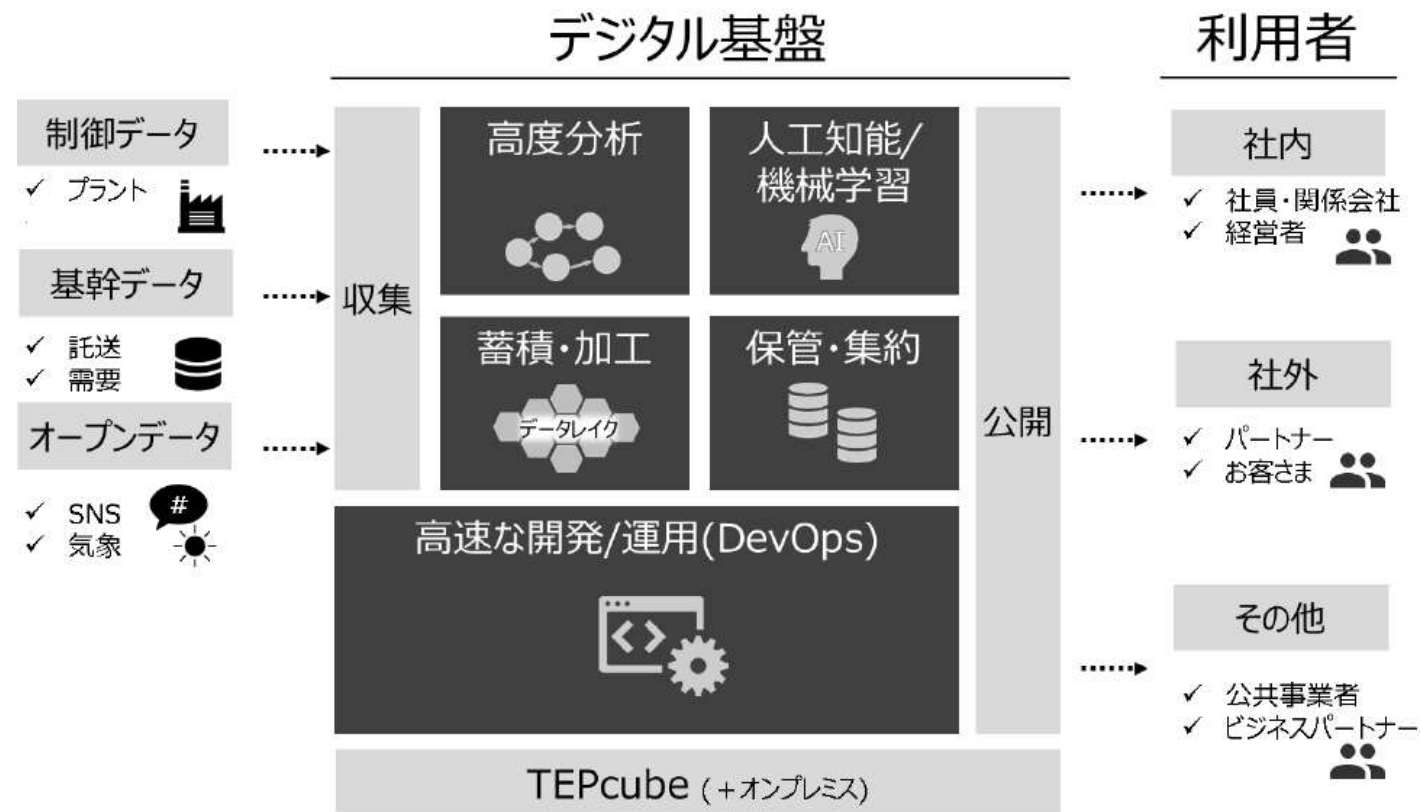 デジタル基盤
利用者
制御データ
✓ プラント
基幹データ
✓ 託送
✓ 需要
オープンデータ
✓ SNS
✓ 気象
#
収集
高度分析
人工知能/
機械学習
AI
蓄積・加工
データレイク
保管・集約
高速な開発/運用(DevOps)
公開
TEPcube (+オンプレミス)
社内
✓ 社員・関係会社
✓ 経営者
社外
✓ パートナー
✓ お客さま
その他
✓ 公共事業者
✓ ビジネスパートナー